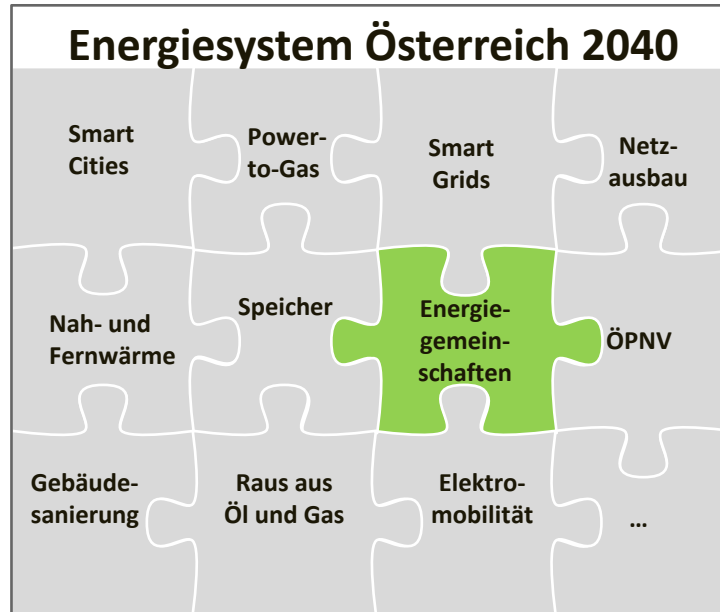 Energiesystem Österreich 2040
Smart
Cities
Power-
to-Gas
Smart
Grids
Netz-
ausbau
Nah- und
Fernwärme
Speicher
Energie-
gemein-
schaften
ÖPNV
Gebäude-
sanierung
Raus aus
Öl und Gas
Elektro-
mobilität
...